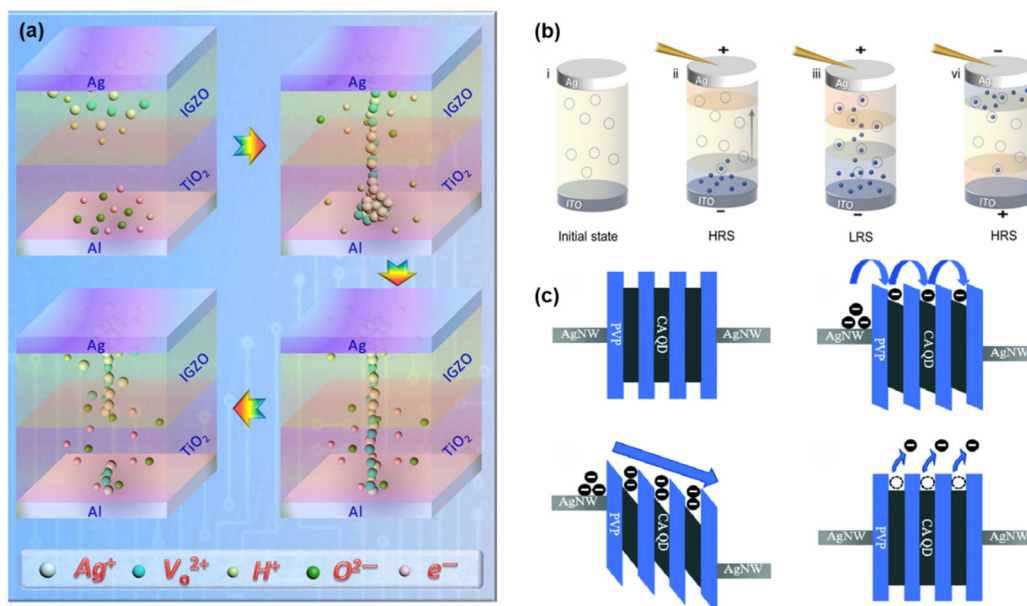 (a)
Ag
IGZO
TiO₂
Al
Ag
IGZO
TiO₂
Al
Ag
IGZO
TiO₂
Al
Ag
IGZO
TiO₂
Al
Ag⁺ Vₒ²⁺ H⁺ O²⁻ e⁻
(b)
i
Ag
ITO
Initial state
ii
+
Ag
ITO
−
HRS
iii
+
Ag
ITO
−
LRS
vi
−
Ag
ITO
+
HRS
(c)
AgNW PVP CAQD AgNW
AgNW PVP CAQD AgNW
AgNW PVP CAQD AgNW
AgNW PVP CAQD AgNW